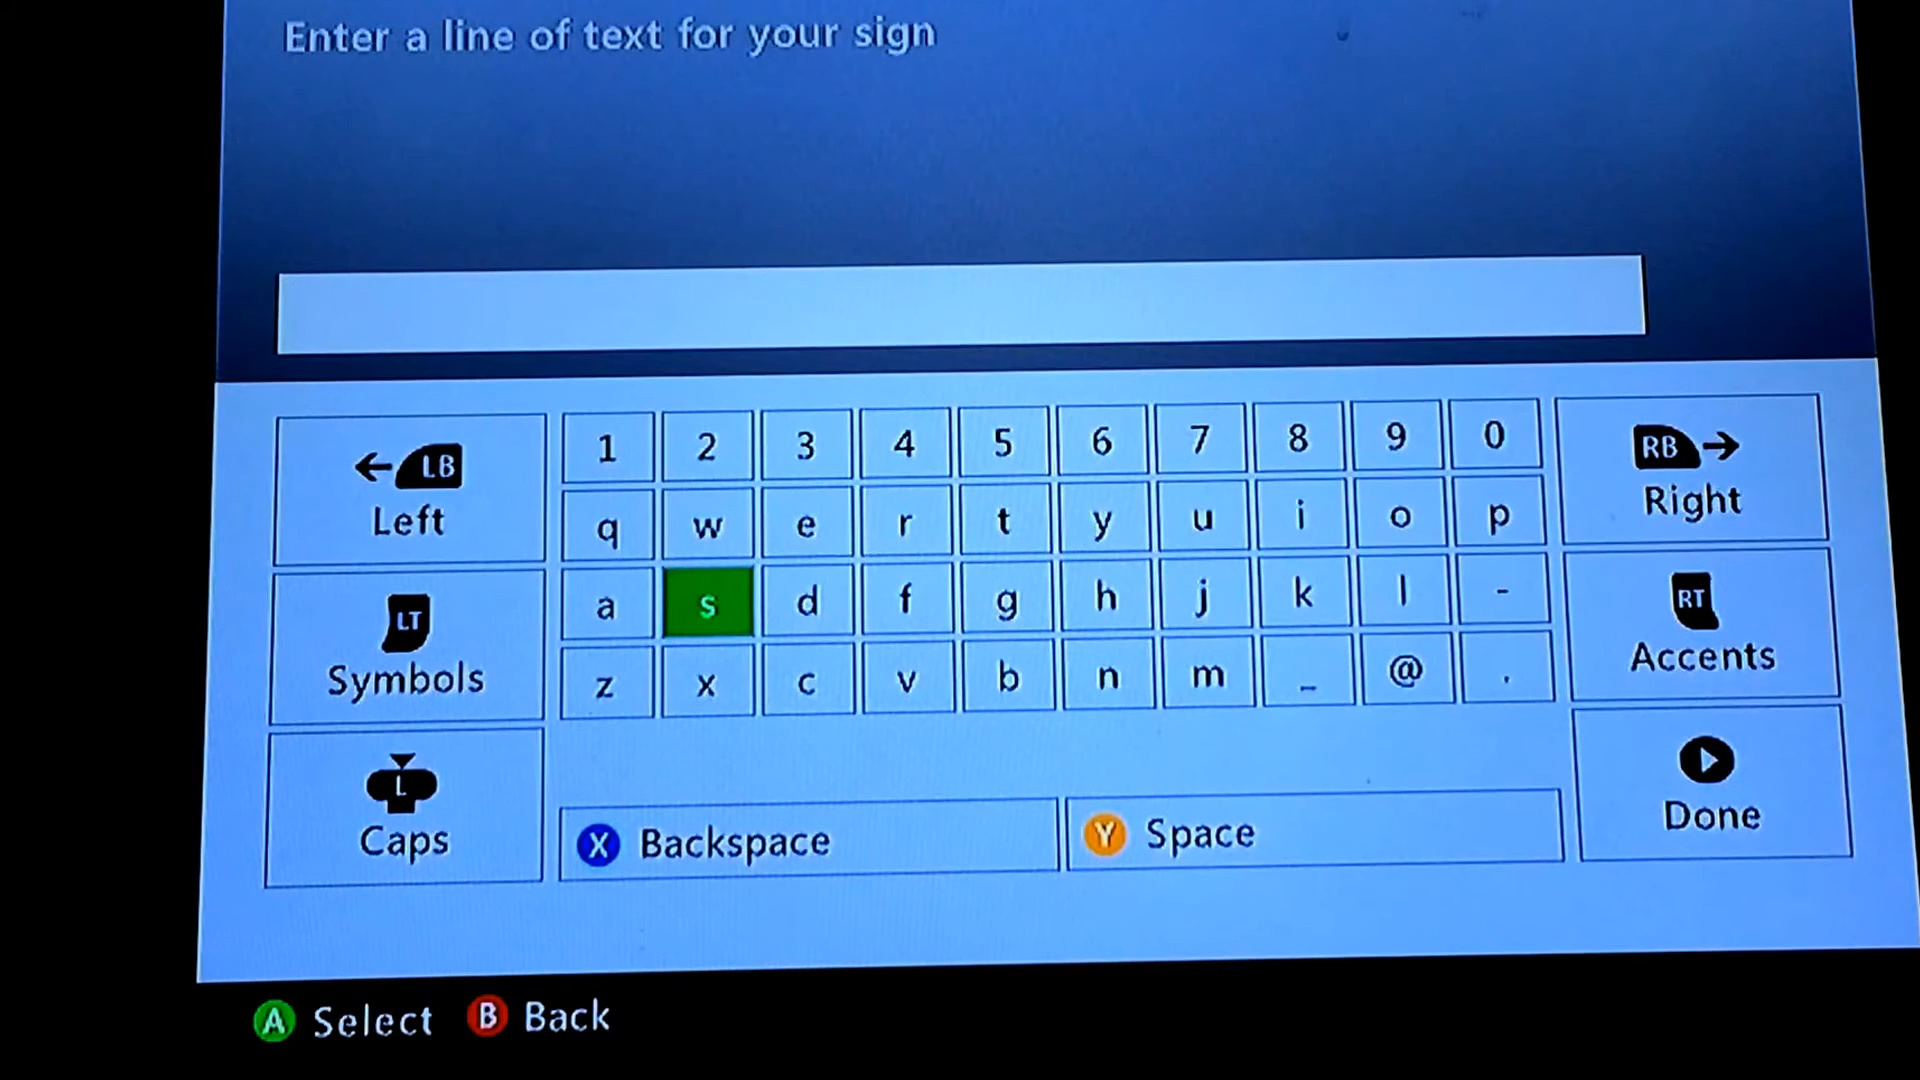 Enter a line of text for your sign
LB
Left
1 2 3 4 5 6 7 8 9 0
RB
Right
q w e r t y u i o p
LT
Symbols
a s d f g h j k l -
RT
Accents
z x c v b n m _ @ .
L
Caps
X Backspace
Y Space
Done
A Select B Back